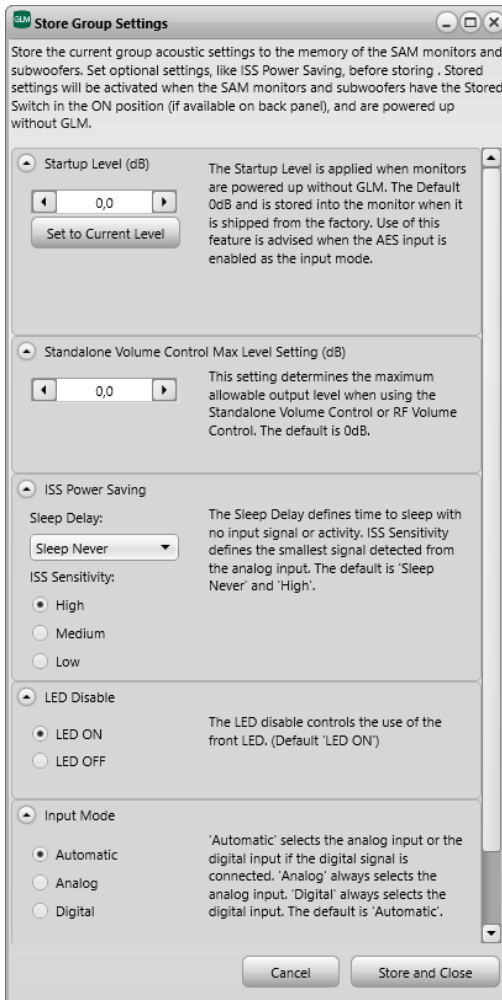 GLM Store Group Settings
Store the current group acoustic settings to the memory of the SAM monitors and
subwoofers. Set optional settings, like ISS Power Saving, before storing . Stored
settings will be activated when the SAM monitors and subwoofers have the Stored
Switch in the ON position (if available on back panel), and are powered up
without GLM.
Startup Level (dB)
0,0
Set to Current Level
The Startup Level is applied when monitors
are powered up without GLM. The Default
0dB and is stored into the monitor when it
is shipped from the factory. Use of this
feature is advised when the AES input is
enabled as the input mode.
Standalone Volume Control Max Level Setting (dB)
0,0
This setting determines the maximum
allowable output level when using the
Standalone Volume Control or RF Volume
Control. The default is 0dB.
ISS Power Saving
Sleep Delay:
Sleep Never
ISS Sensitivity:
High
Medium
Low
The Sleep Delay defines time to sleep with
no input signal or activity. ISS Sensitivity
defines the smallest signal detected from
the analog input. The default is 'Sleep
Never' and 'High'.
LED Disable
LED ON
LED OFF
The LED disable controls the use of the
front LED. (Default 'LED ON')
Input Mode
Automatic
Analog
Digital
'Automatic' selects the analog input or the
digital input if the digital signal is
connected. 'Analog' always selects the
analog input. 'Digital' always selects the
digital input. The default is 'Automatic'.
Cancel
Store and Close